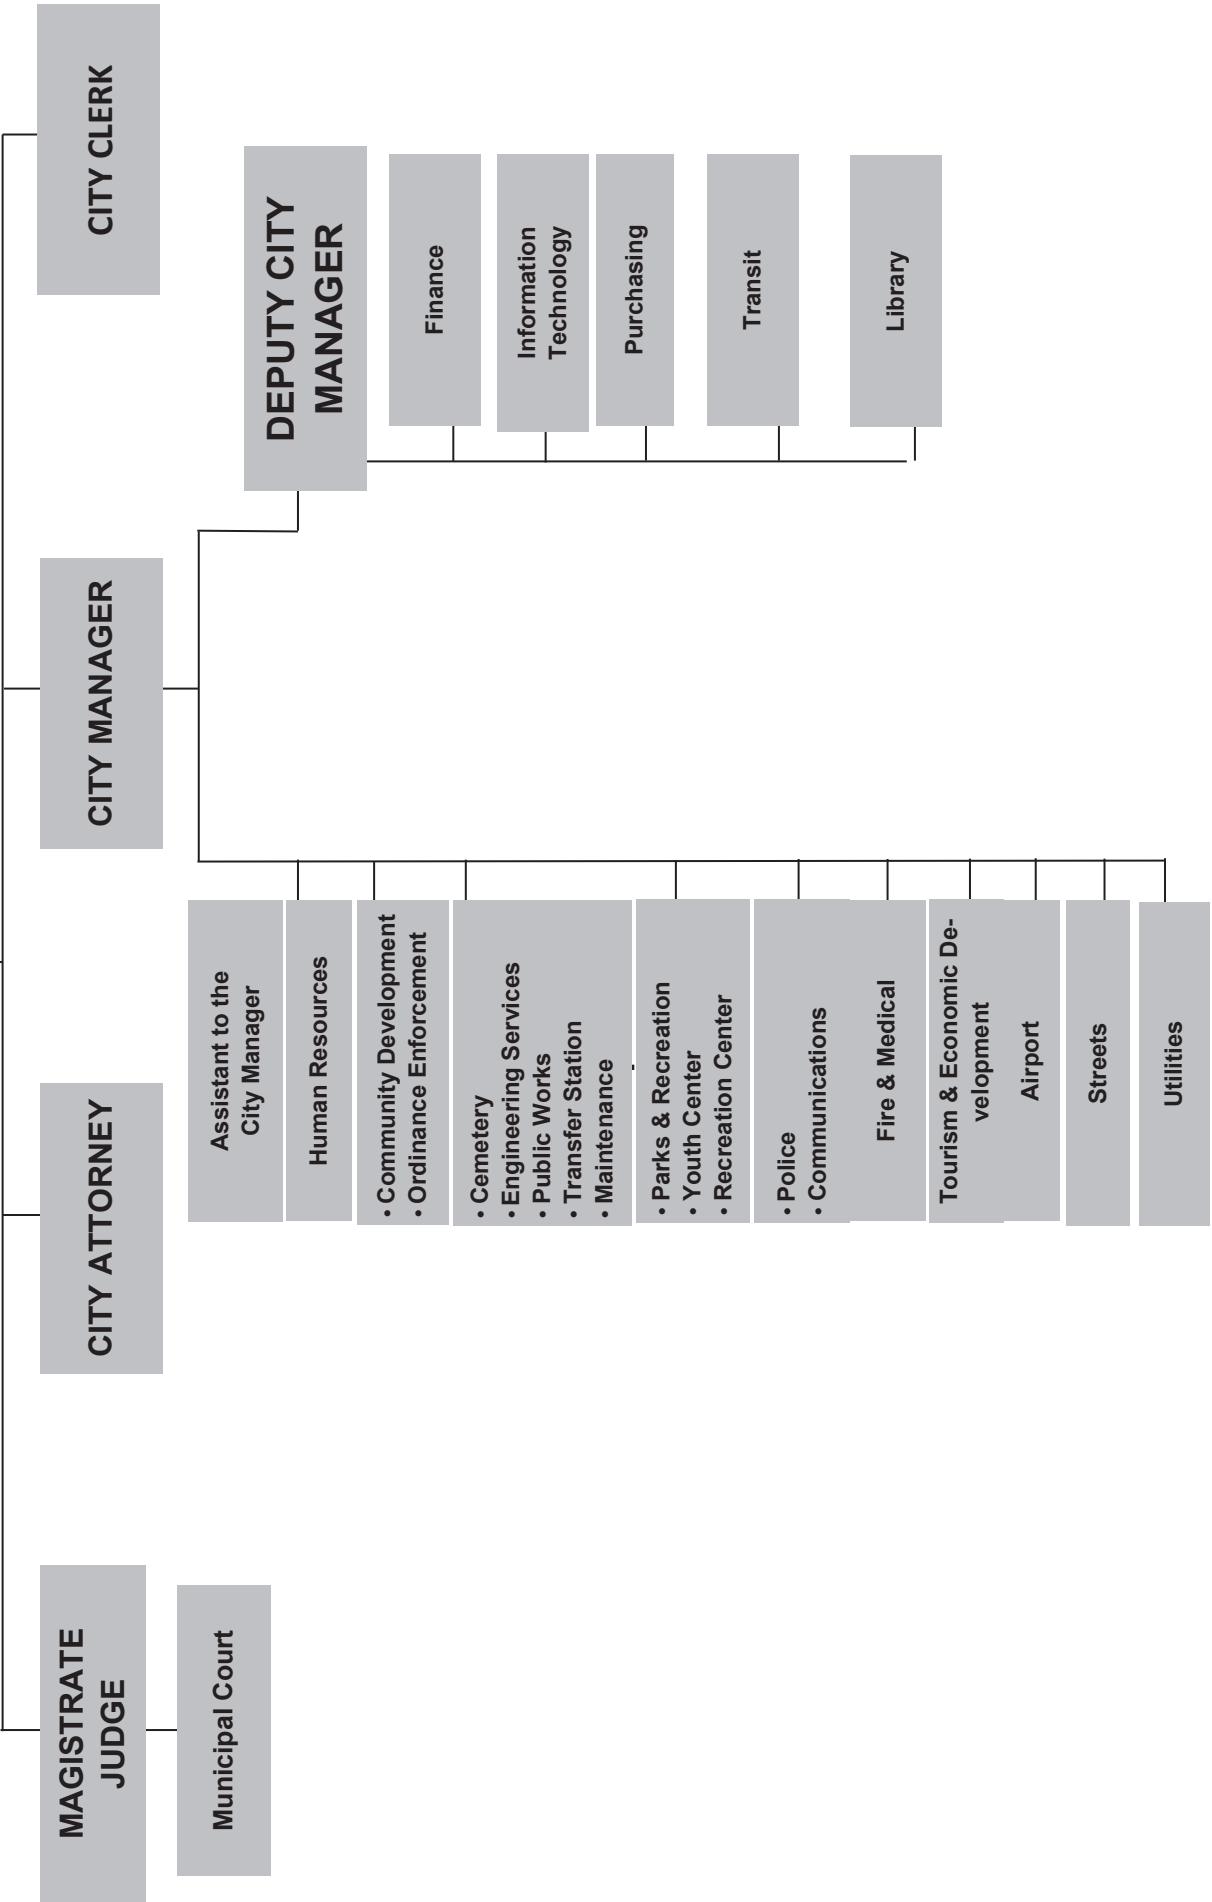 MAGISTRATE
JUDGE
Municipal Court
CITY ATTORNEY
CITY MANAGER
CITY CLERK
Assistant to the
City Manager
Human Resources
• Community Development
• Ordinance Enforcement
• Cemetery
• Engineering Services
• Public Works
• Transfer Station
• Maintenance
• Parks & Recreation
• Youth Center
• Recreation Center
• Police
• Communications
Fire & Medical
Tourism & Economic De-
velopment
Airport
Streets
Utilities
DEPUTY CITY
MANAGER
Finance
Information
Technology
Purchasing
Transit
Library